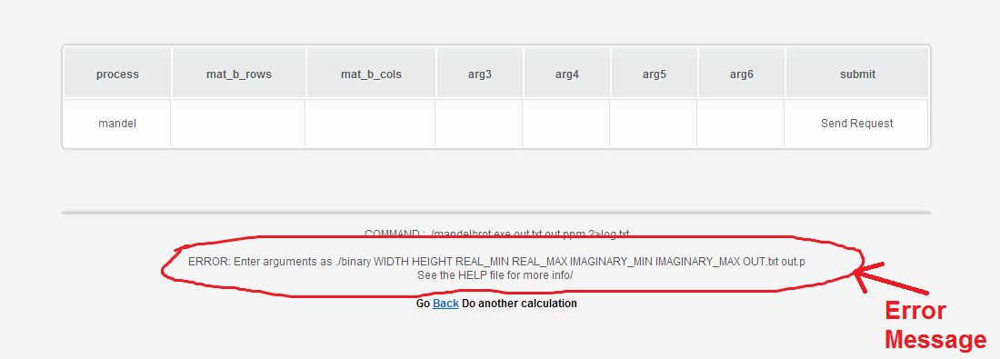 process mat_b_rows mat_b_cols arg3 arg4 arg5 arg6 submit
mandel Send Request
COMMAND : ./mandelbrot.exe out.txt out.ppm 2>log.txt
ERROR: Enter arguments as ./binary WIDTH HEIGHT REAL_MIN REAL_MAX IMAGINARY_MIN IMAGINARY_MAX OUT.txt out.p
See the HELP file for more info/
Go Back Do another calculation
Error
Message